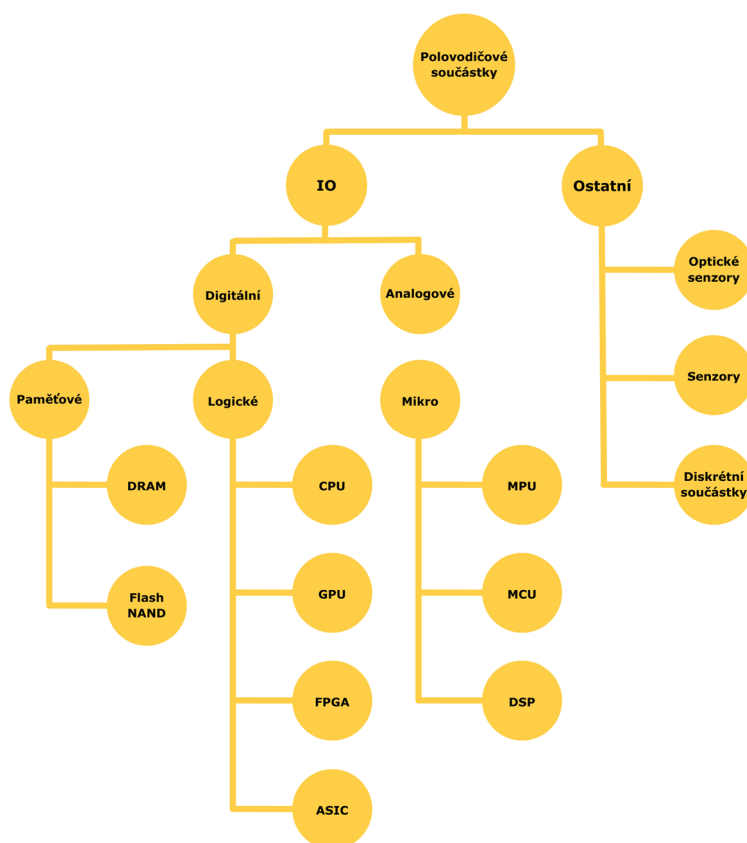 Polovodičové
součástky
IO
Ostatní
Digitální
Analogové
Optické
senzory
Paměťové
Logické
Mikro
Senzory
DRAM
CPU
MPU
Diskrétní
součástky
Flash
NAND
GPU
MCU
FPGA
DSP
ASIC